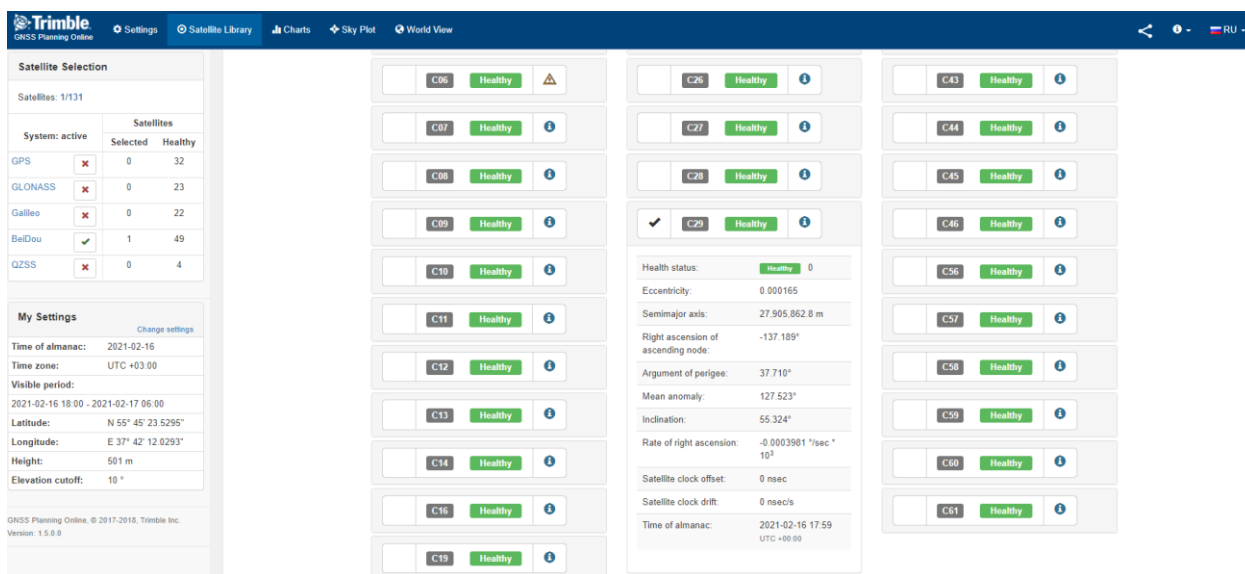 Trimble.
GNSS Planning Online
Settings
Satellite Library
Charts
Sky Plot
World View
RU
Satellite Selection
Satellites: 1/131
System: active
Satellites
Selected Healthy
GPS 0 32
GLONASS 0 23
Galileo 0 22
BeiDou 1 49
QZSS 0 4
My Settings
Change settings
Time of almanac: 2021-02-16
Time zone: UTC +03:00
Visible period:
2021-02-16 18:00 - 2021-02-17 06:00
Latitude: N 55° 45' 23.5295"
Longitude: E 37° 42' 12.0293"
Height: 501 m
Elevation cutoff: 10 °
GNSS Planning Online, © 2017-2018, Trimble Inc.
Version: 1.5.0.0
C06 Healthy
C07 Healthy
C08 Healthy
C09 Healthy
C10 Healthy
C11 Healthy
C12 Healthy
C13 Healthy
C14 Healthy
C16 Healthy
C19 Healthy
C26 Healthy
C27 Healthy
C28 Healthy
C29 Healthy
Health status: Healthy 0
Eccentricity: 0.000165
Semimajor axis: 27,905,862.8 m
Right ascension of -137.189°
ascending node:
Argument of perigee: 37.710°
Mean anomaly: 127.523°
Inclination: 55.324°
Rate of right ascension: -0.0003981 °/sec *
10³
Satellite clock offset: 0 nsec
Satellite clock drift: 0 nsec/s
Time of almanac: 2021-02-16 17:59
UTC +00:00
C43 Healthy
C44 Healthy
C45 Healthy
C46 Healthy
C56 Healthy
C57 Healthy
C58 Healthy
C59 Healthy
C60 Healthy
C61 Healthy